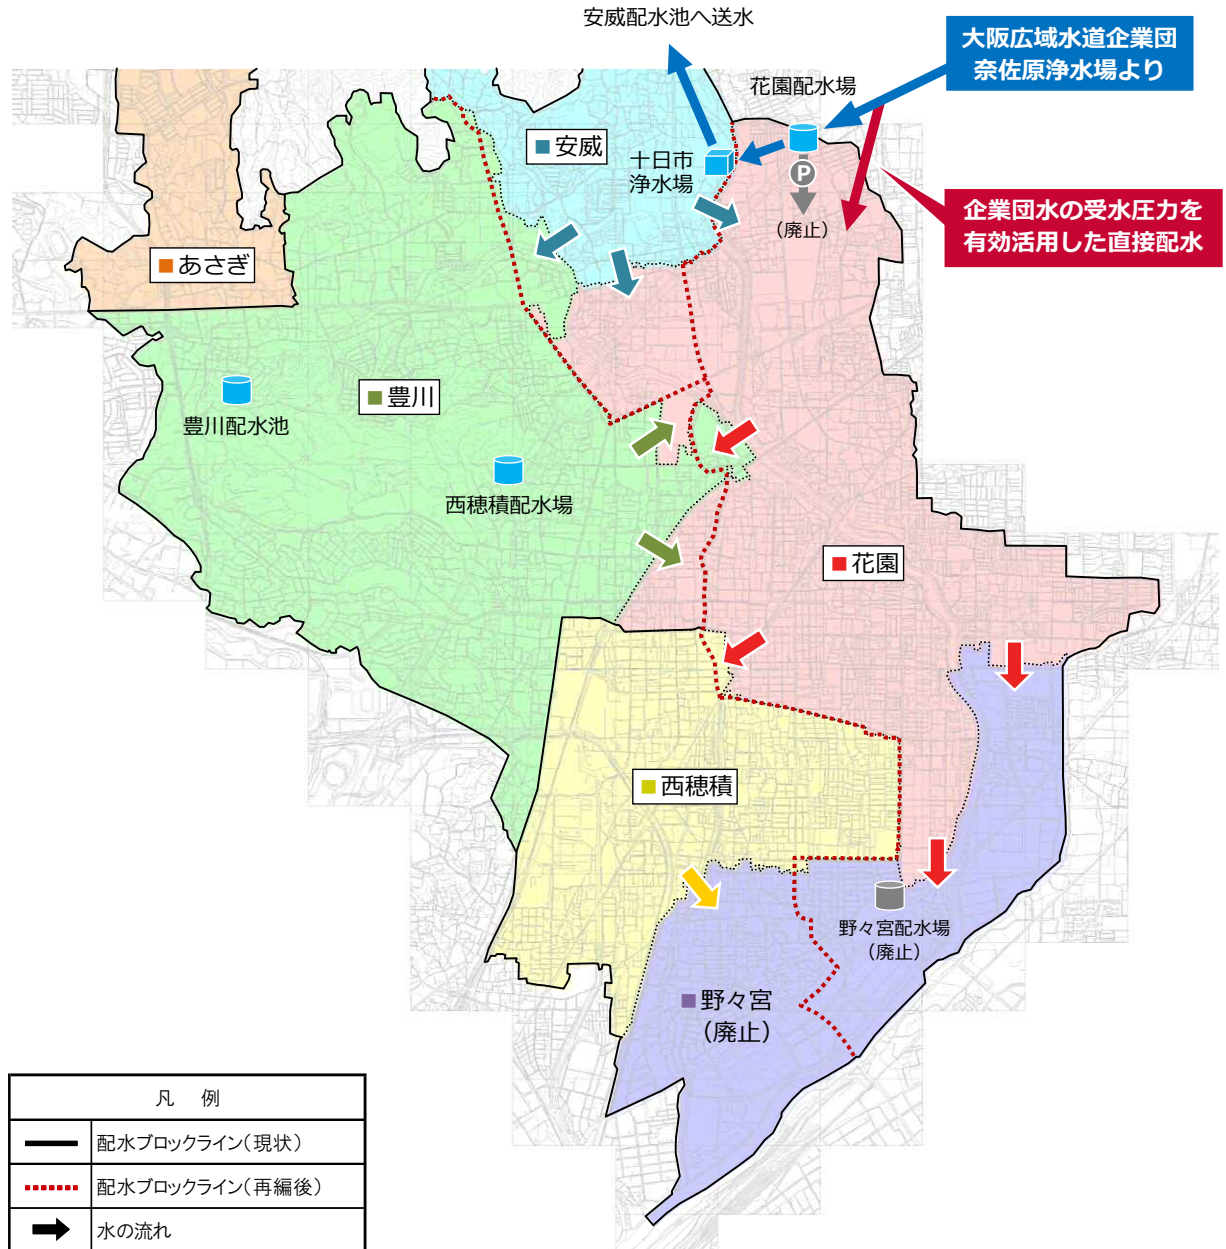 安威配水池へ送水
大阪広域水道企業団
奈佐原浄水場より
花園配水場
安威
十日市
浄水場
P
(廃止)
企業団水の受水圧力を
有効活用した直接配水
あさぎ
豊川
豊川配水池
西穂積配水場
花園
西穂積
野々宮配水場
(廃止)
野々宮
(廃止)
凡 例
配水ブロックライン(現状)
配水ブロックライン(再編後)
水の流れ